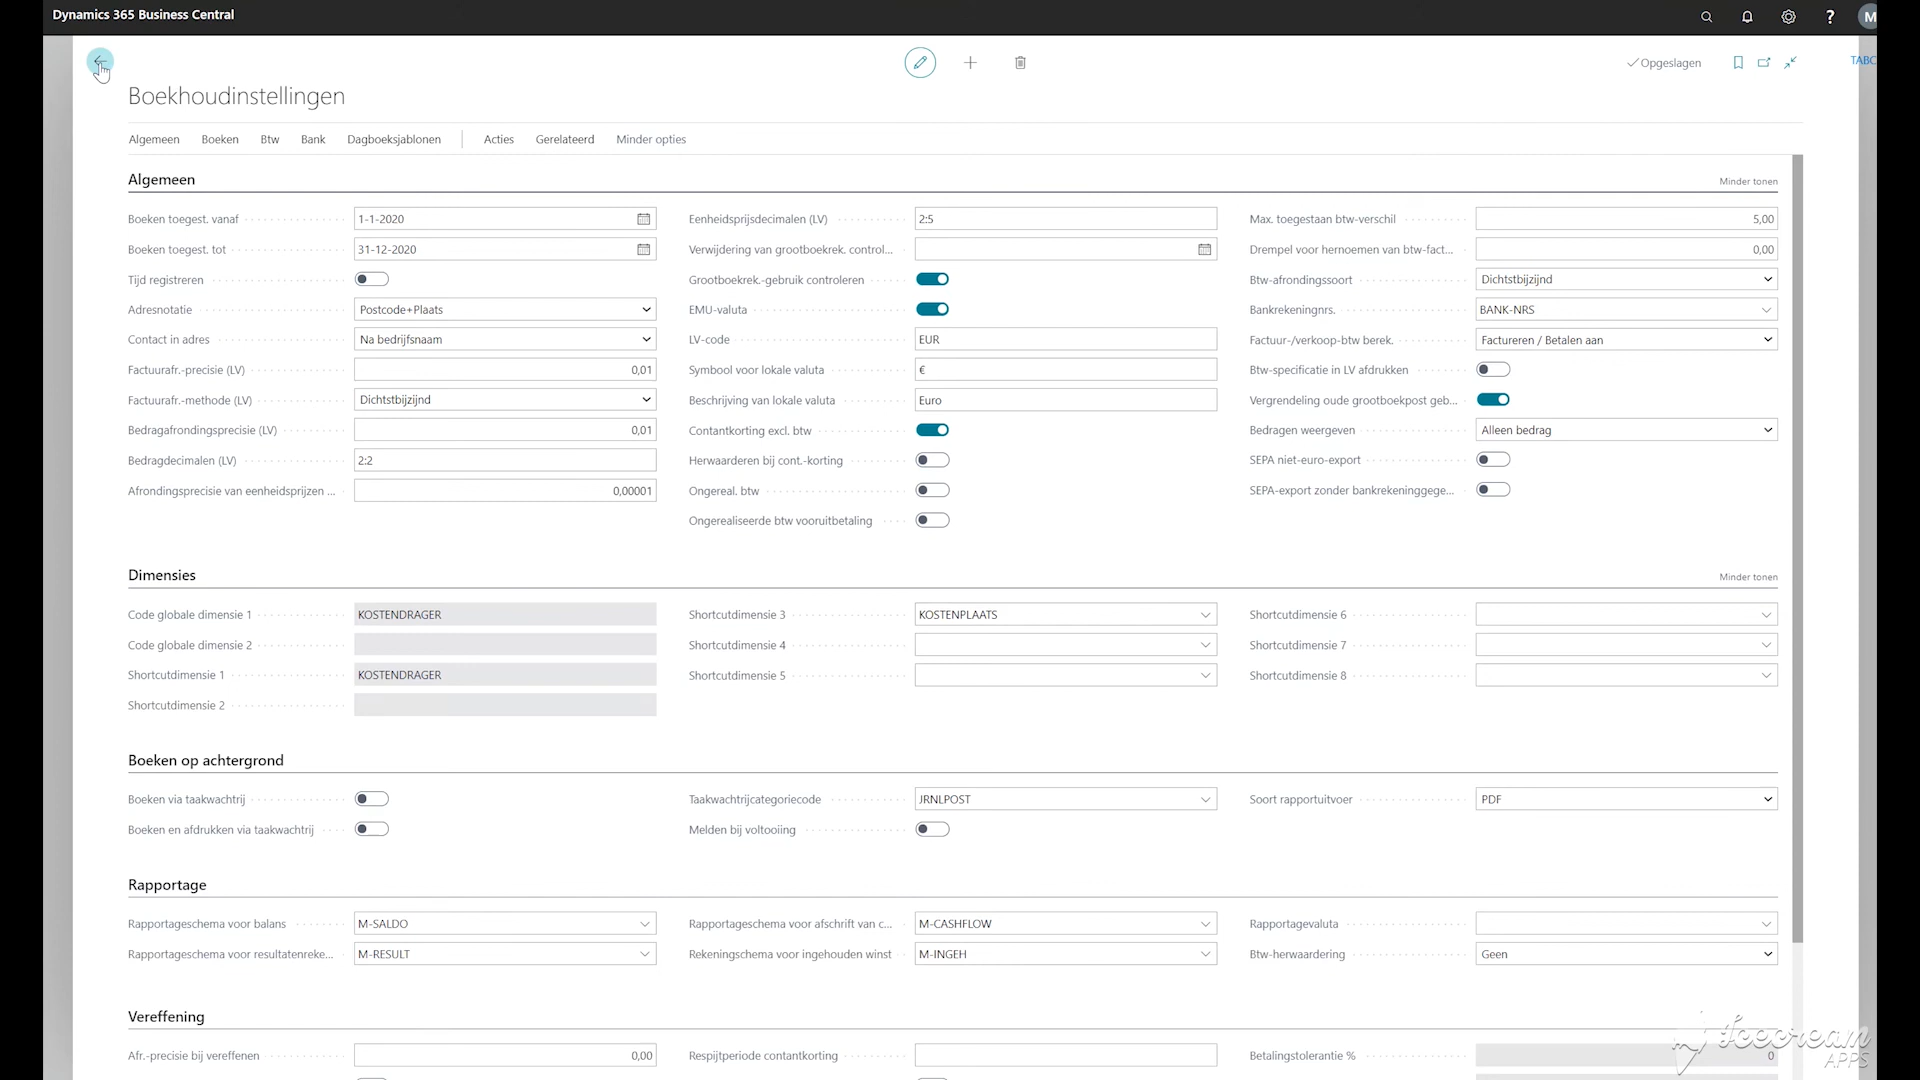 Dynamics 365 Business Central
? M
✓Opgeslagen
TABC
Boekhoudinstellingen
Algemeen Boeken Btw Bank Dagboeksjablonen Acties Gerelateerd Minder opties
Algemeen Minder tonen
Boeken toegest. vanaf 1-1-2020 Eenheidsprijsdecimalen (LV) 2:5 Max. toegestaan btw-verschil 5,00
Boeken toegest. tot 31-12-2020 Verwijdering van grootboekrek. control... Drempel voor hernoemen van btw-fact... 0,00
Tijd registreren Grootboekrek.-gebruik controleren Btw-afrondingssoort Dichtstbijzijnd
Adresnotatie Postcode+Plaats EMU-valuta Bankrekeningnrs. BANK-NRS
Contact in adres Na bedrijfsnaam LV-code EUR Factuur-/verkoop-btw berek. Factureren / Betalen aan
Factuurafr.-precisie (LV) 0,01 Symbool voor lokale valuta € Btw-specificatie in LV afdrukken
Factuurafr.-methode (LV) Dichtstbijzijnd Beschrijving van lokale valuta Euro Vergrendeling oude grootboekpost geb...
Bedragafrondingsprecisie (LV) 0,01 Contantkorting excl. btw Bedragen weergeven Alleen bedrag
Bedragdecimalen (LV) 2:2 Herwaarderen bij cont.-korting SEPA niet-euro-export
Afrondingsprecisie van eenheidsprijzen ... 0,00001 Ongereal. btw SEPA-export zonder bankrekeninggege...
Ongerealiseerde btw vooruitbetaling
Dimensies Minder tonen
Code globale dimensie 1 KOSTENDRAGER Shortcutdimensie 3 KOSTENPLAATS Shortcutdimensie 6
Code globale dimensie 2 Shortcutdimensie 4 Shortcutdimensie 7
Shortcutdimensie 1 KOSTENDRAGER Shortcutdimensie 5 Shortcutdimensie 8
Shortcutdimensie 2
Boeken op achtergrond
Boeken via taakwachtrij Taakwachtrijcategoriecode JRNLPOST Soort rapportuitvoer PDF
Boeken en afdrukken via taakwachtrij Melden bij voltooiing
Rapportage
Rapportageschema voor balans M-SALDO Rapportageschema voor afschrift van c... M-CASHFLOW Rapportagevaluta
Rapportageschema voor resultatenreke... M-RESULT Rekeningschema voor ingehouden winst M-INGEH Btw-herwaardering Geen
Vereffening
Afr.-precisie bij vereffenen 0,00 Respijtperiode contantkorting Betalingstolerantie % 0
Icecream
APPS